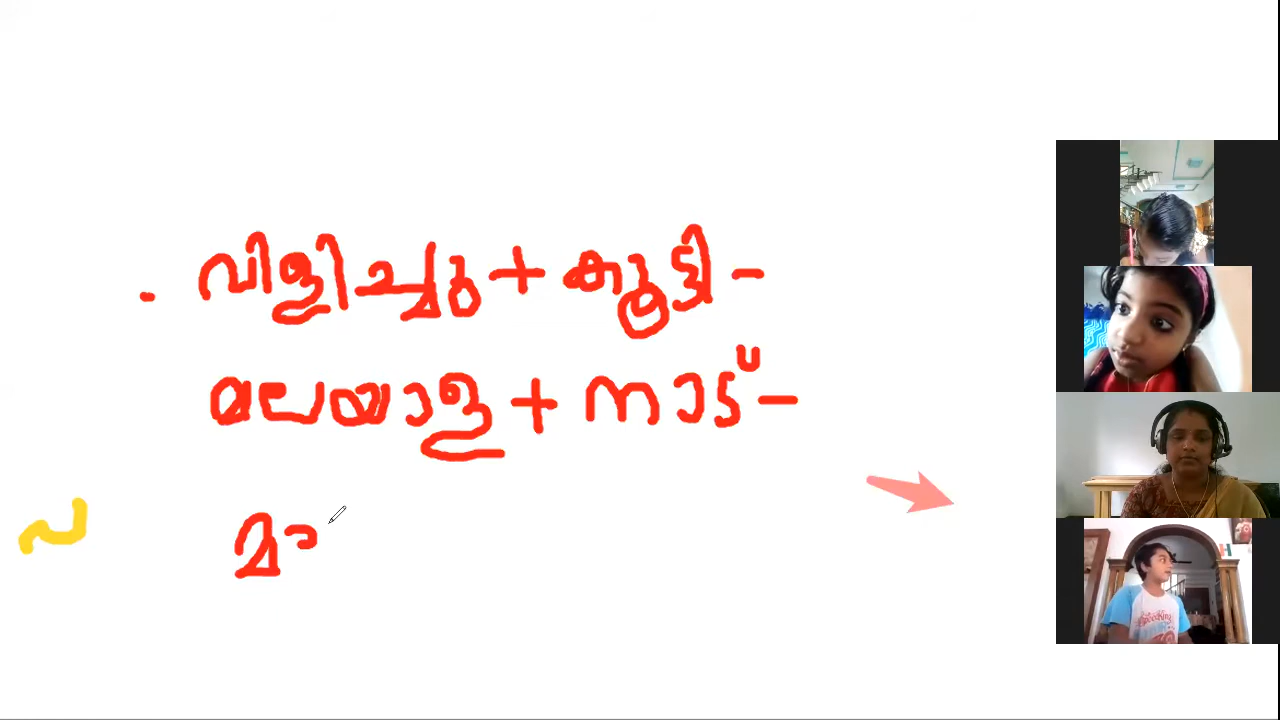 . വിളിച്ചു + കൂട്ടി -
മലയാള + നാട് -
പ
മാ